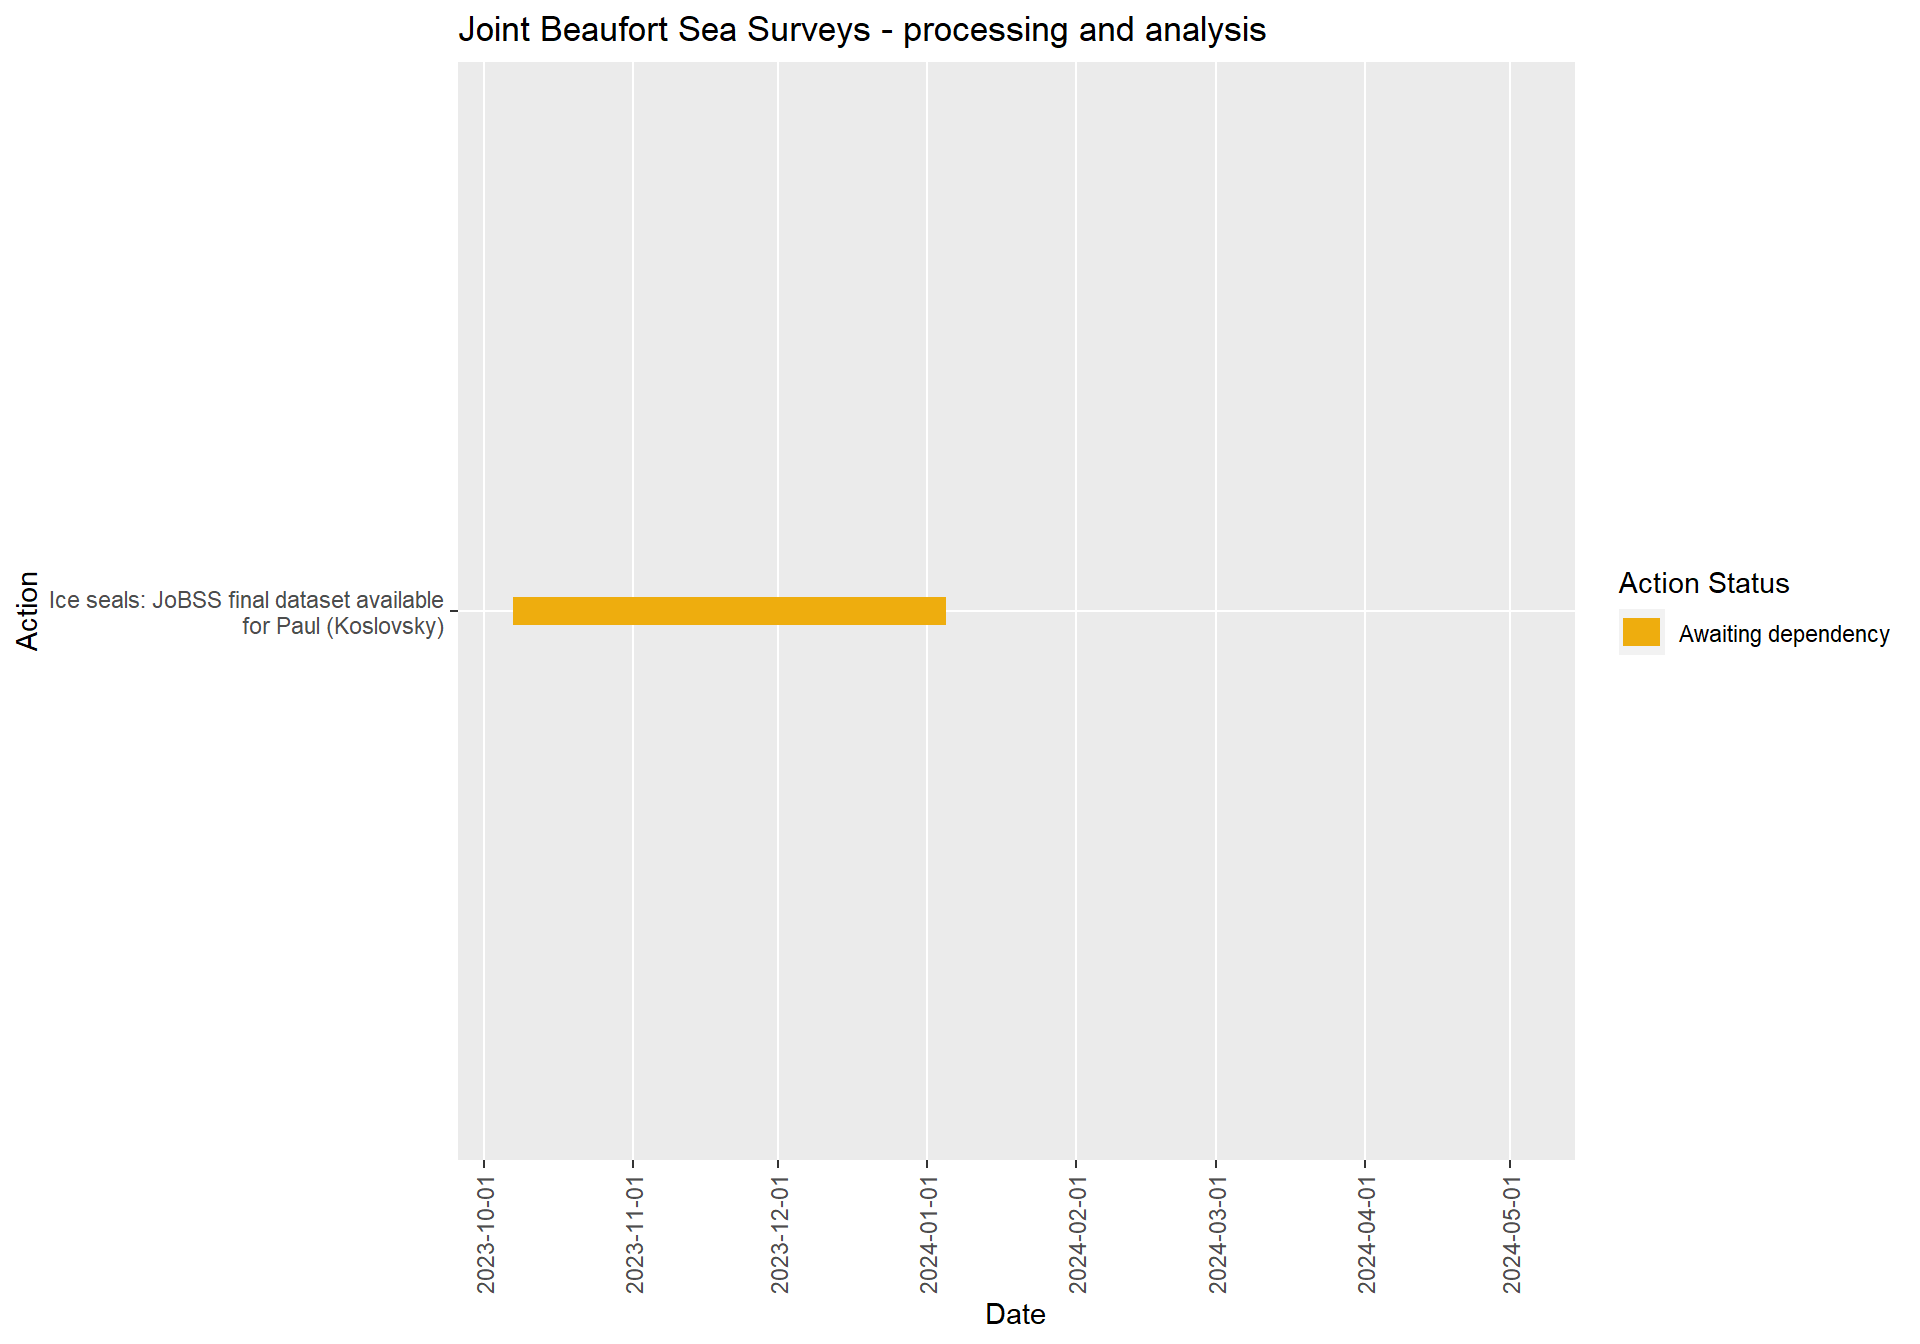 Joint Beaufort Sea Surveys - processing and analysis
Action
Ice seals: JoBSS final dataset available
for Paul (Koslovsky)
2023-10-01
2023-11-01
2023-12-01
2024-01-01
2024-02-01
2024-03-01
2024-04-01
2024-05-01
Date
Action Status
Awaiting dependency